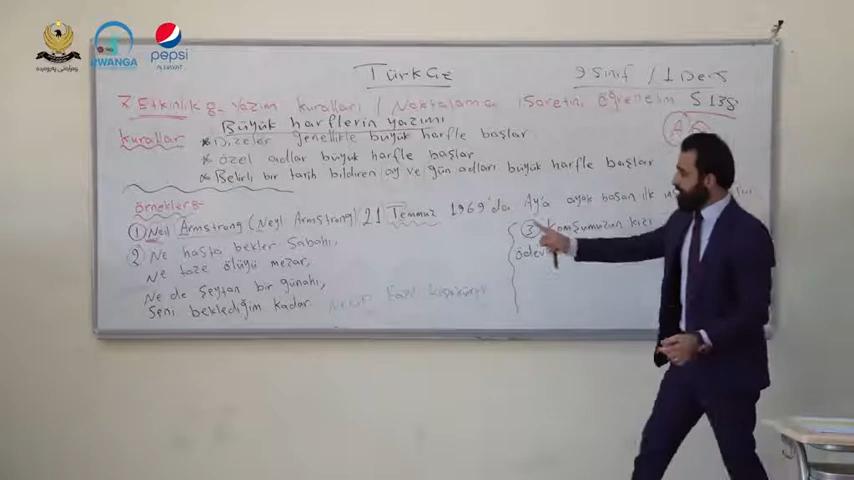 RWANGA
pepsi
Türkçe
9 Sınıf / 1 Ders
7 Etkinlik 8- Yazım kuralları / Noktalama işaretini öğrenelim S 138
Büyük harflerin yazımı
kurallar * Dizeler genellikle büyük harfle başlar
* özel adlar büyük harfle başlar
* Belirli bir tarih bildiren ay ve gün adları büyük harfle başlar
örnekler:-
① Neil Armstrong (Neyl Armstrong) 21 Temmuz 1969'da Ay'a ayak basan ilk
② Ne hasta bekler sabahı,
Ne taze ölüyü mezar,
Ne de şeytan bir günahı,
Seni beklediğim kadar.
③ komşumuzun kızı
ödev